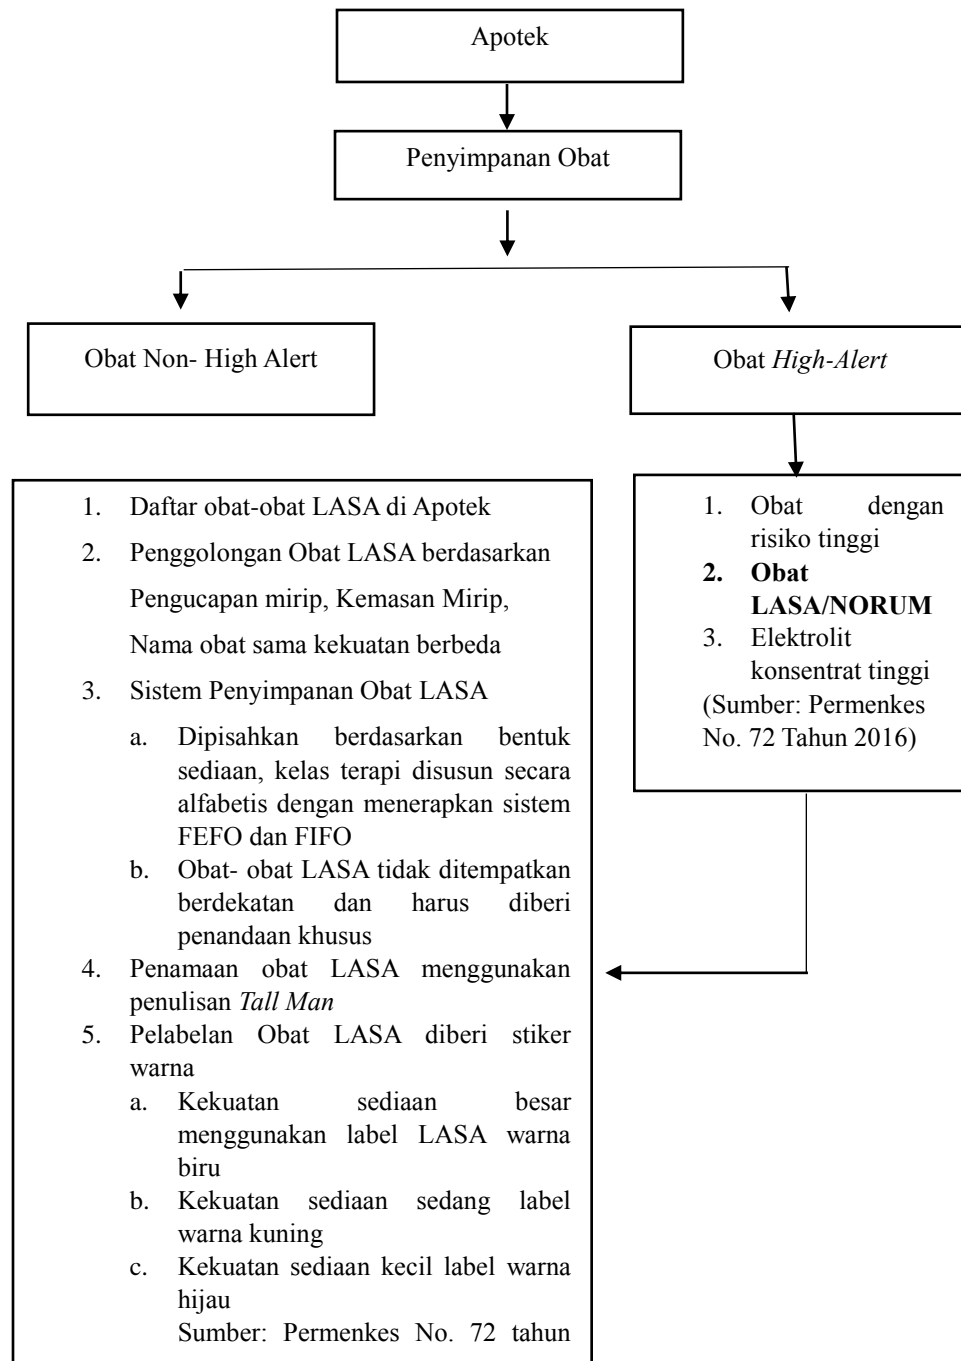 Apotek
Penyimpanan Obat
Obat Non- High Alert
Obat High-Alert
1. Obat dengan
risiko tinggi
2. Obat
LASA/NORUM
3. Elektrolit
konsentrat tinggi
(Sumber: Permenkes
No. 72 Tahun 2016)
1. Daftar obat-obat LASA di Apotek
2. Penggolongan Obat LASA berdasarkan
Pengucapan mirip, Kemasan Mirip,
Nama obat sama kekuatan berbeda
3. Sistem Penyimpanan Obat LASA
a. Dipisahkan berdasarkan bentuk
sediaan, kelas terapi disusun secara
alfabetis dengan menerapkan sistem
FEFO dan FIFO
b. Obat- obat LASA tidak ditempatkan
berdekatan dan harus diberi
penandaan khusus
4. Penamaan obat LASA menggunakan
penulisan Tall Man
5. Pelabelan Obat LASA diberi stiker
warna
a. Kekuatan sediaan besar
menggunakan label LASA warna
biru
b. Kekuatan sediaan sedang label
warna kuning
c. Kekuatan sediaan kecil label warna
hijau
Sumber: Permenkes No. 72 tahun